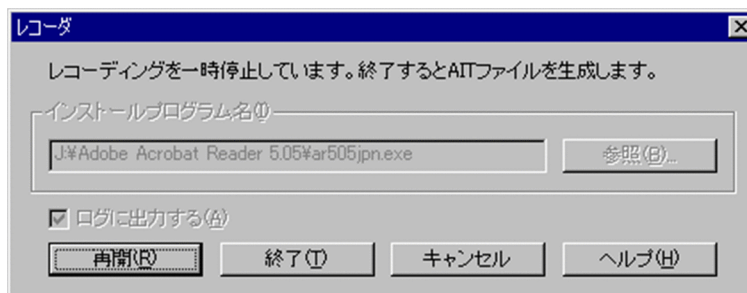 レコーダ
レコーディングを一時停止しています。終了するとAITファイルを生成します。
インストールプログラム名(I)
J:¥Adobe Acrobat Reader 5.05¥ar505jpn.exe
参照(B)...
ログに出力する(A)
再開(R) 終了(T) キャンセル ヘルプ(H)